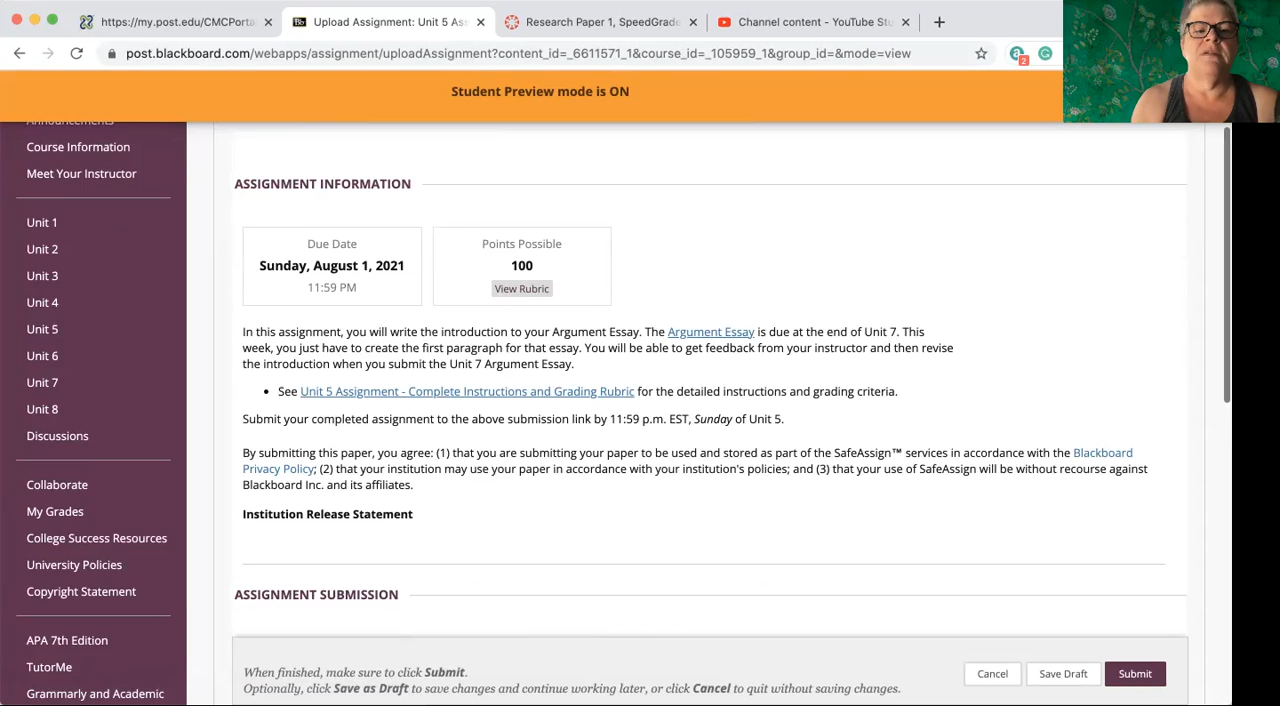 https://my.post.edu/CMCPorta
Upload Assignment: Unit 5 As
Research Paper 1, SpeedGrade
Channel content - YouTube Stu
post.blackboard.com/webapps/assignment/uploadAssignment?content_id=_6611571_1&course_id=_105959_1&group_id=&mode=view
2
Student Preview mode is ON
Announcements
Course Information
Meet Your Instructor
Unit 1
Unit 2
Unit 3
Unit 4
Unit 5
Unit 6
Unit 7
Unit 8
Discussions
Collaborate
My Grades
College Success Resources
University Policies
Copyright Statement
APA 7th Edition
TutorMe
Grammarly and Academic
ASSIGNMENT INFORMATION
Due Date
Sunday, August 1, 2021
11:59 PM
Points Possible
100
View Rubric
In this assignment, you will write the introduction to your Argument Essay. The Argument Essay is due at the end of Unit 7. This
week, you just have to create the first paragraph for that essay. You will be able to get feedback from your instructor and then revise
the introduction when you submit the Unit 7 Argument Essay.
• See Unit 5 Assignment - Complete Instructions and Grading Rubric for the detailed instructions and grading criteria.
Submit your completed assignment to the above submission link by 11:59 p.m. EST, Sunday of Unit 5.
By submitting this paper, you agree: (1) that you are submitting your paper to be used and stored as part of the SafeAssign™ services in accordance with the Blackboard
Privacy Policy; (2) that your institution may use your paper in accordance with your institution's policies; and (3) that your use of SafeAssign will be without recourse against
Blackboard Inc. and its affiliates.
Institution Release Statement
ASSIGNMENT SUBMISSION
When finished, make sure to click Submit.
Optionally, click Save as Draft to save changes and continue working later, or click Cancel to quit without saving changes.
Cancel
Save Draft
Submit